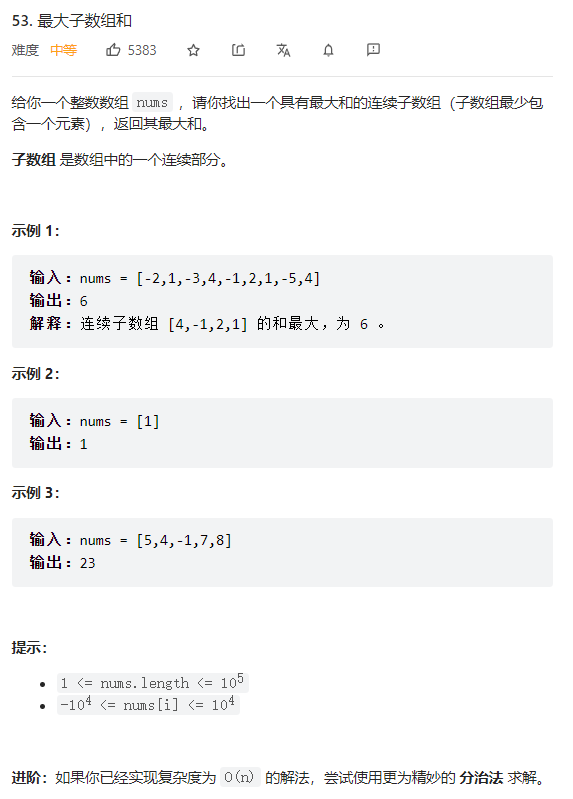 53. 最大子数组和
难度 中等 5383
给你一个整数数组 nums ，请你找出一个具有最大和的连续子数组（子数组最少包
含一个元素），返回其最大和。
子数组 是数组中的一个连续部分。
示例 1：
输入：nums = [-2,1,-3,4,-1,2,1,-5,4]
输出：6
解释：连续子数组 [4,-1,2,1] 的和最大，为 6 。
示例 2：
输入：nums = [1]
输出：1
示例 3：
输入：nums = [5,4,-1,7,8]
输出：23
提示：
• 1 <= nums.length <= 10⁵
• -10⁴ <= nums[i] <= 10⁴
进阶：如果你已经实现复杂度为 O(n) 的解法，尝试使用更为精妙的 分治法 求解。